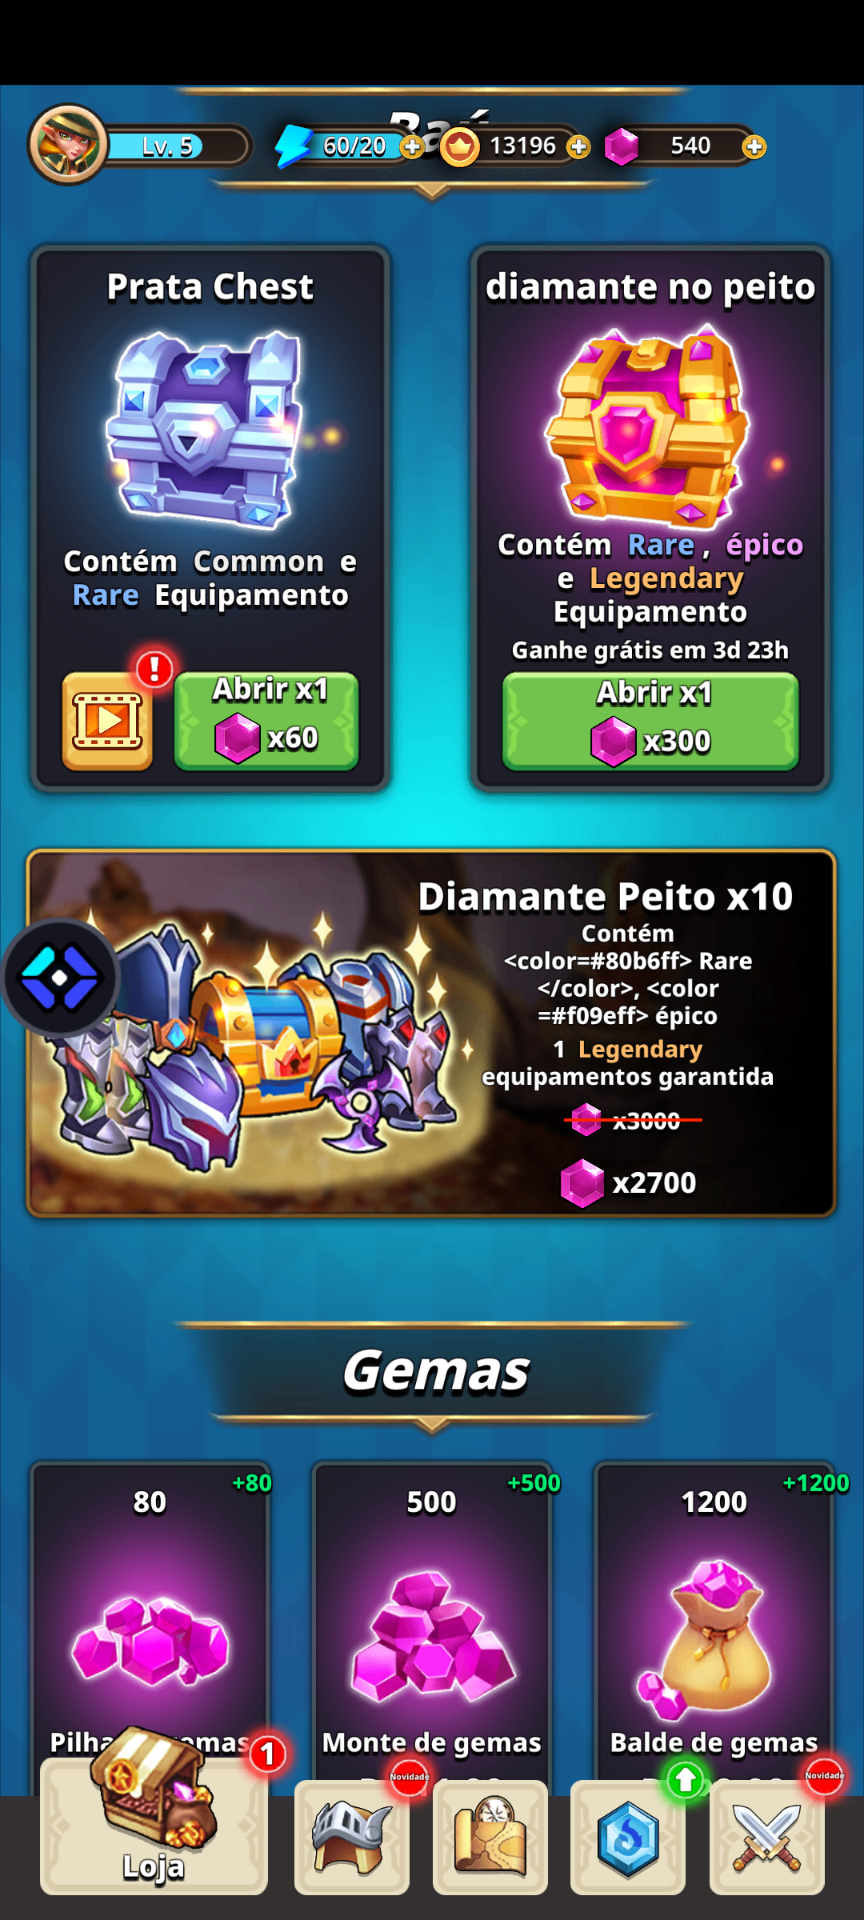 Baú
Lv. 5
60/20
13196
540
Prata Chest
Contém Common e
Rare Equipamento
!
Abrir x1
x60
diamante no peito
Contém Rare , épico
e Legendary
Equipamento
Ganhe grátis em 3d 23h
Abrir x1
x300
Diamante Peito x10
Contém
<color=#80b6ff> Rare
</color>, <color
=#f09eff> épico
1 Legendary
equipamentos garantida
x3000
x2700
Gemas
+80
80
+500
500
+1200
1200
Monte de gemas
Balde de gemas
1
Novidade
Novidade
Loja